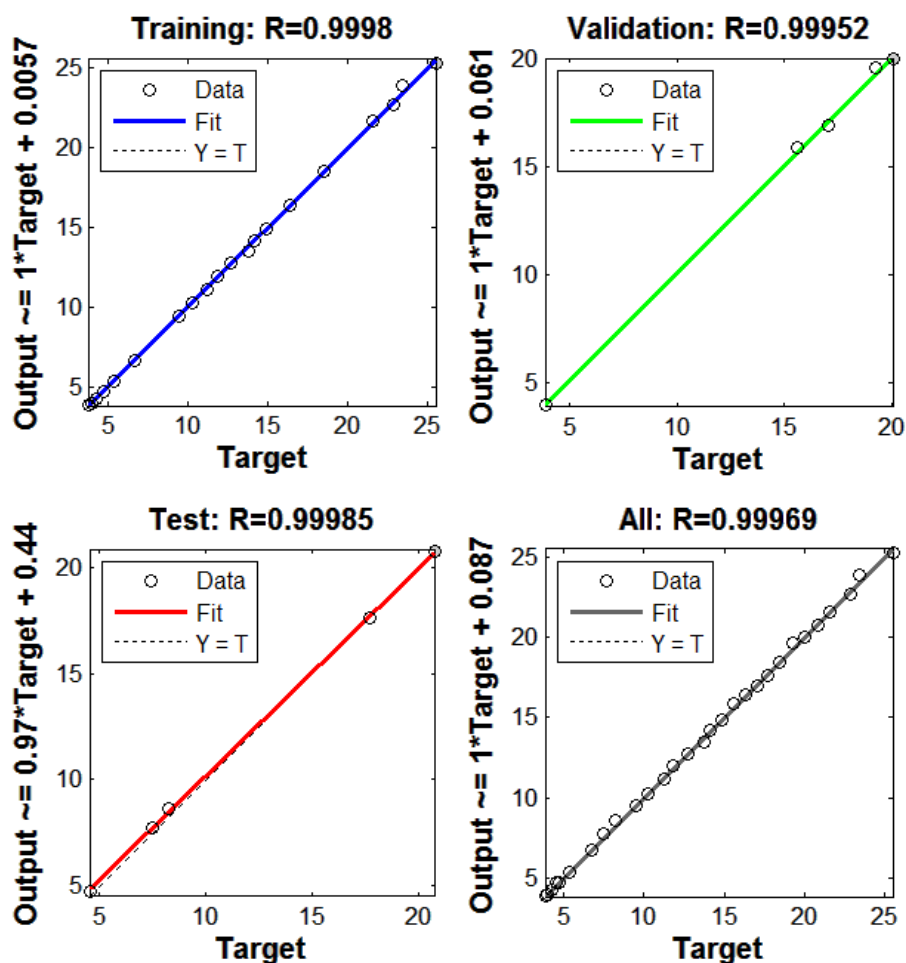 Training: R=0.9998
Output ~= 1*Target + 0.0057
Data
Fit
Y = T
25
20
15
10
5
5 10 15 20 25
Target
Validation: R=0.99952
Output ~= 1*Target + 0.061
Data
Fit
Y = T
20
15
10
5
5 10 15 20
Target
Test: R=0.99985
Output ~= 0.97*Target + 0.44
Data
Fit
Y = T
20
15
10
5
5 10 15 20
Target
All: R=0.99969
Output ~= 1*Target + 0.087
Data
Fit
Y = T
25
20
15
10
5
5 10 15 20 25
Target